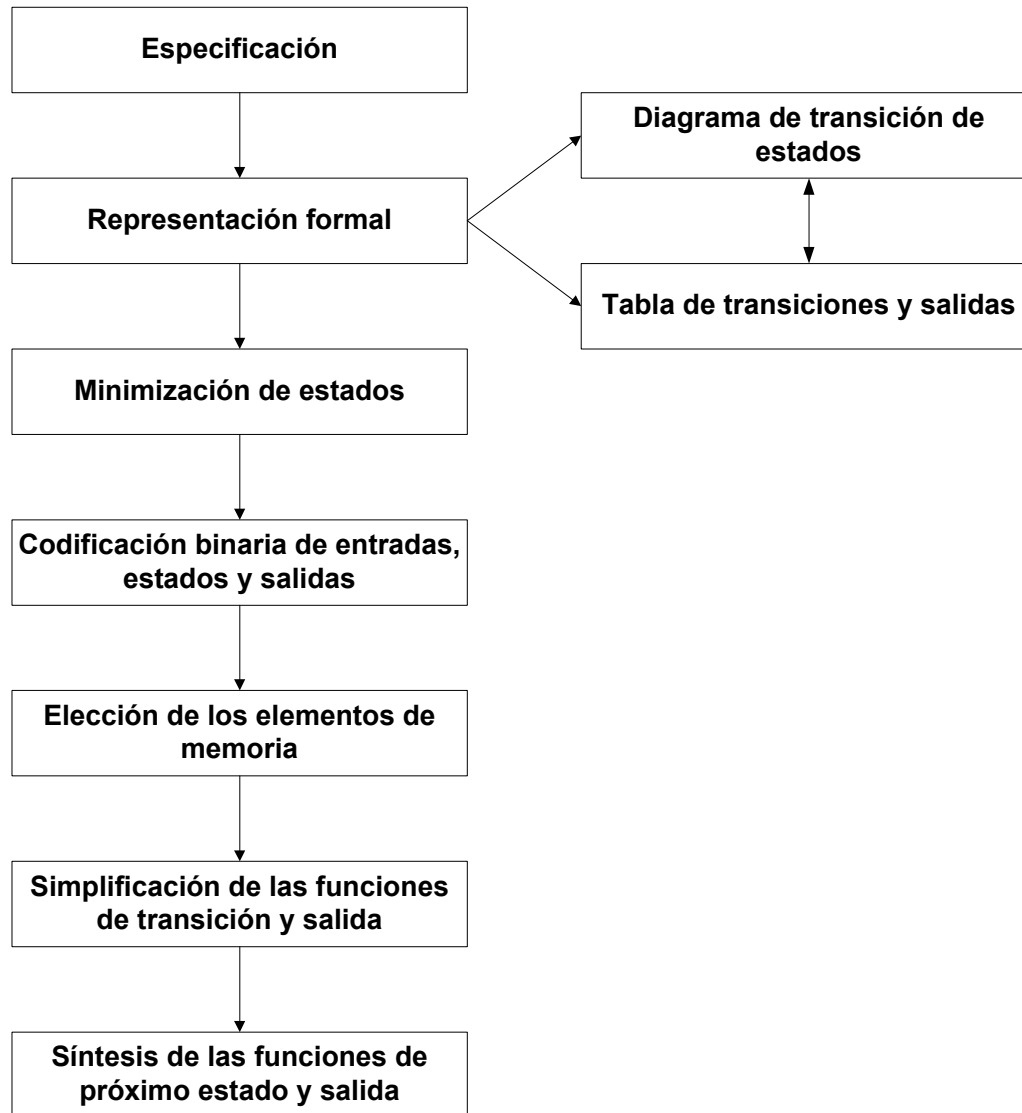 Especificación
Diagrama de transición de
estados
Representación formal
Tabla de transiciones y salidas
Minimización de estados
Codificación binaria de entradas,
estados y salidas
Elección de los elementos de
memoria
Simplificación de las funciones
de transición y salida
Síntesis de las funciones de
próximo estado y salida